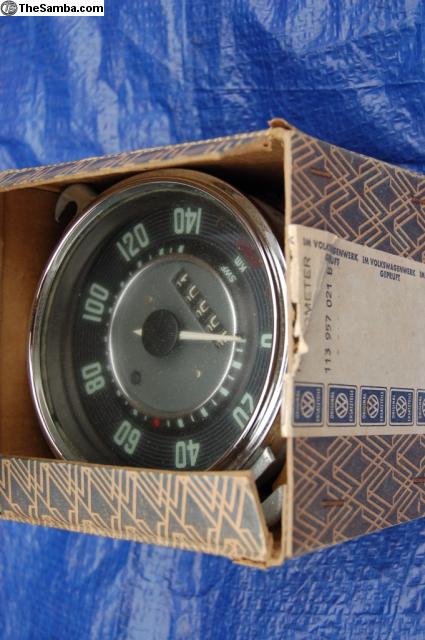 TheSamba.com
140
120
100
80
60
40
20
0
Km
SWF
IM VOLKSWAGENWERK
GEPRÜFT
IM VOLKSWAGENWERK
GEPRÜFT
METER
113 957 021 B